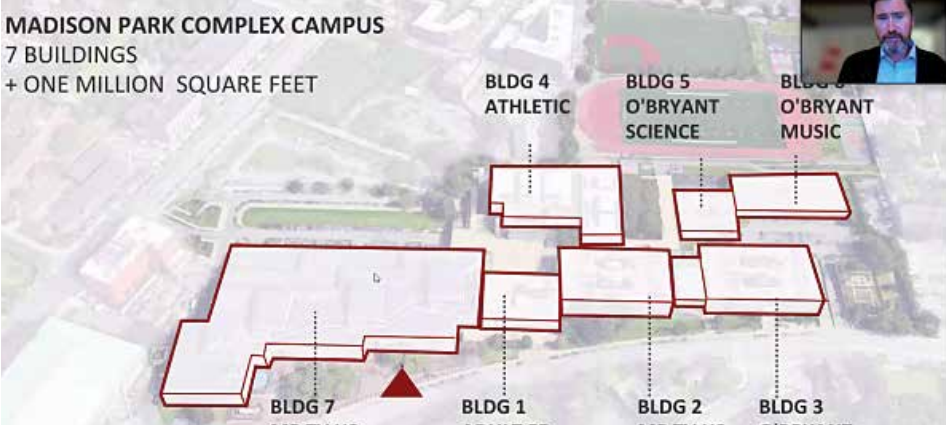 MADISON PARK COMPLEX CAMPUS
7 BUILDINGS
+ ONE MILLION SQUARE FEET
BLDG 4
ATHLETIC
BLDG 5
O'BRYANT
SCIENCE
BLDG
O'BRYANT
MUSIC
BLDG 7
BLDG 1
BLDG 2
BLDG 3